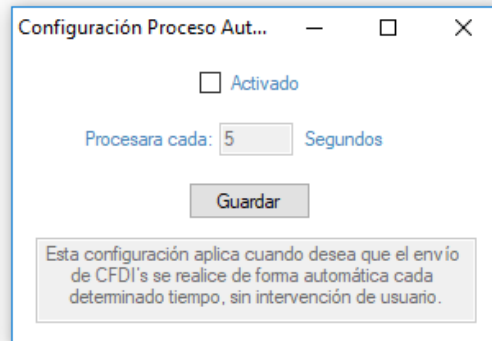 Configuración Proceso Aut...
Activado
Procesara cada: 5 Segundos
Guardar
Esta configuración aplica cuando desea que el envío
de CFDI's se realice de forma automática cada
determinado tiempo, sin intervención de usuario.